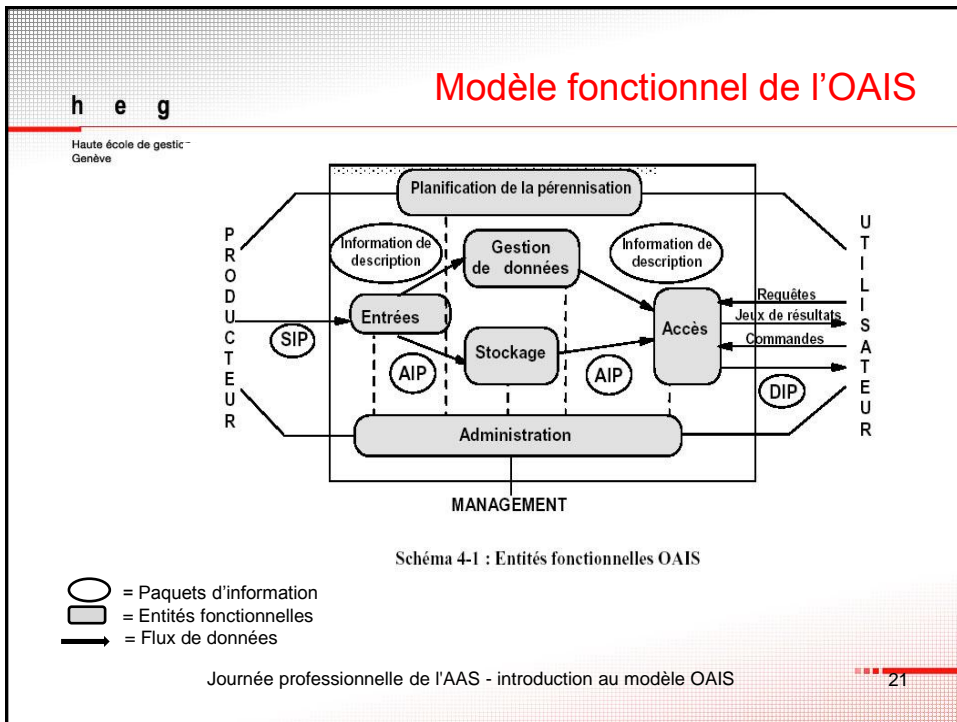 Modèle fonctionnel de l'OAIS
h e g
Haute école de gestio
Genève
Planification de la pérennisation
PRODUCTEUR
Information de
description
Gestion
de données
Information de
description
UTILISATEUR
Requêtes
Jeux de résultats
Commandes
Entrées
Accès
SIP
Stockage
AIP
AIP
DIP
Administration
MANAGEMENT
Schéma 4-1 : Entités fonctionnelles OAIS
= Paquets d'information
= Entités fonctionnelles
= Flux de données
Journée professionnelle de l'AAS - introduction au modèle OAIS
21